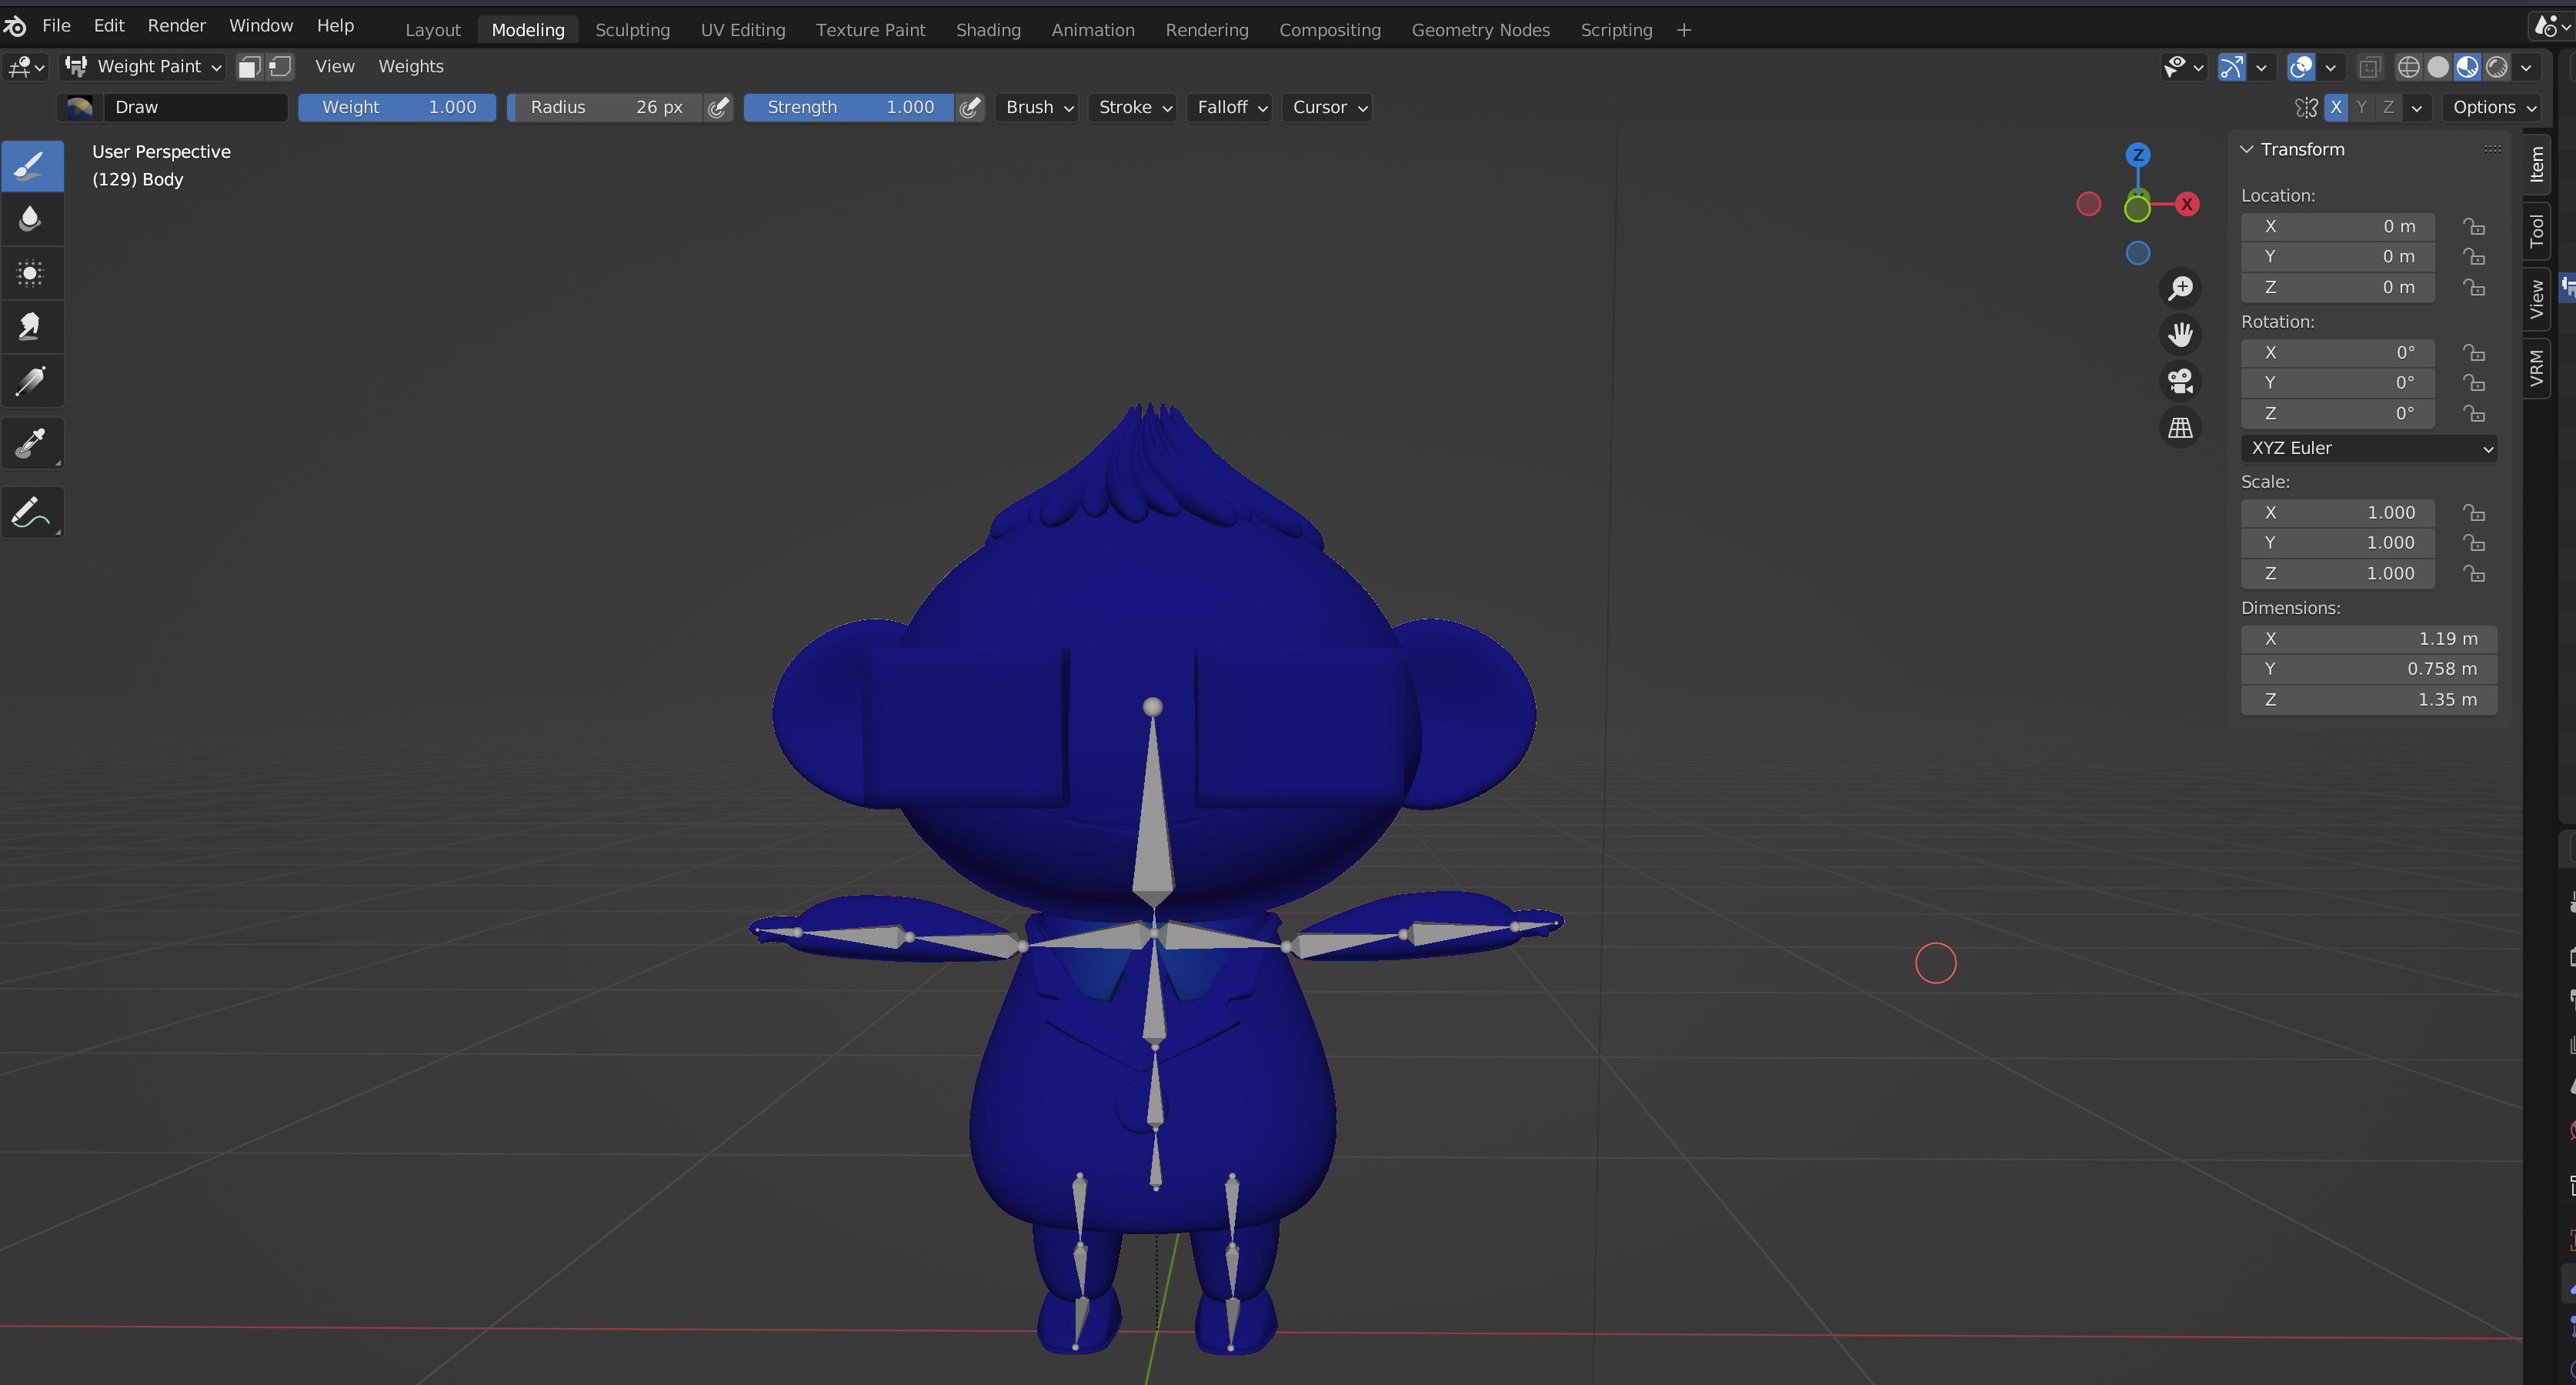 File Edit Render Window Help Layout Modeling Sculpting UV Editing Texture Paint Shading Animation Rendering Compositing Geometry Nodes Scripting +
Weight Paint View Weights
Draw Weight 1.000 Radius 26 px Strength 1.000 Brush Stroke Falloff Cursor X Y Z Options
User Perspective
(129) Body
Z
X
Transform
Location:
X 0 m
Y 0 m
Z 0 m
Rotation:
X 0°
Y 0°
Z 0°
XYZ Euler
Scale:
X 1.000
Y 1.000
Z 1.000
Dimensions:
X 1.19 m
Y 0.758 m
Z 1.35 m
Item
Tool
View
VRM